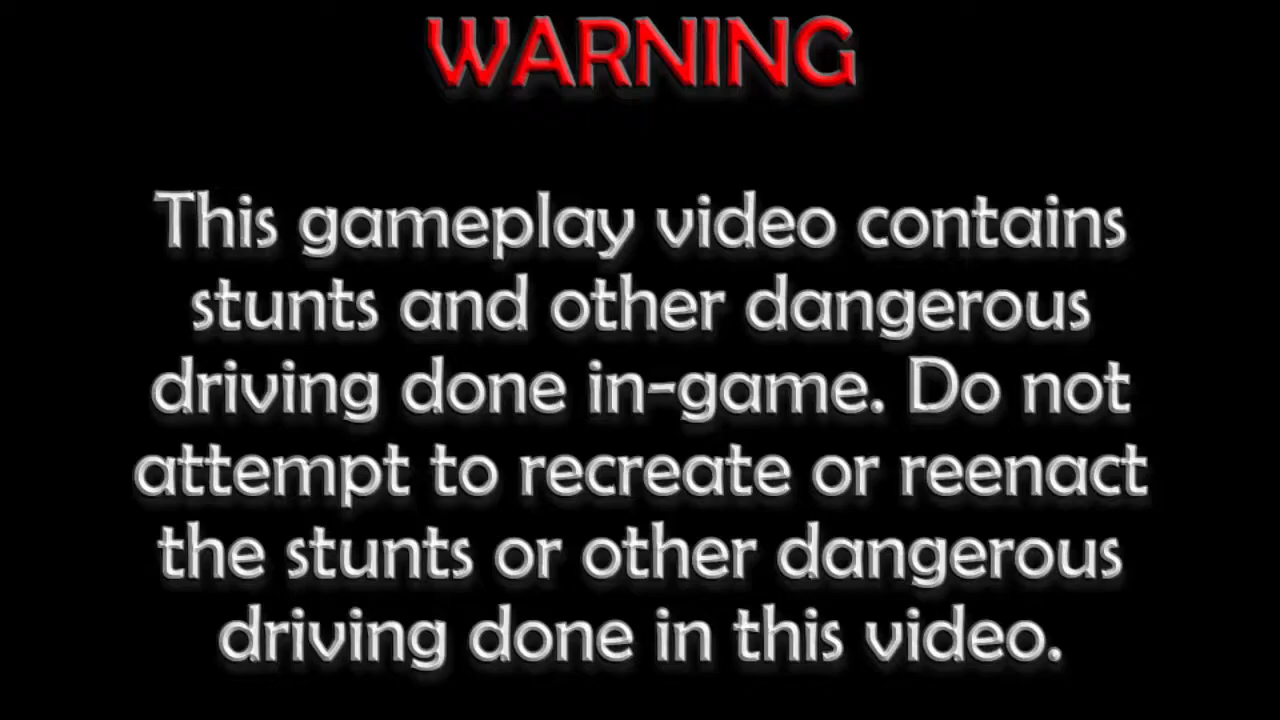 WARNING
This gameplay video contains
stunts and other dangerous
driving done in-game. Do not
attempt to recreate or reenact
the stunts or other dangerous
driving done in this video.